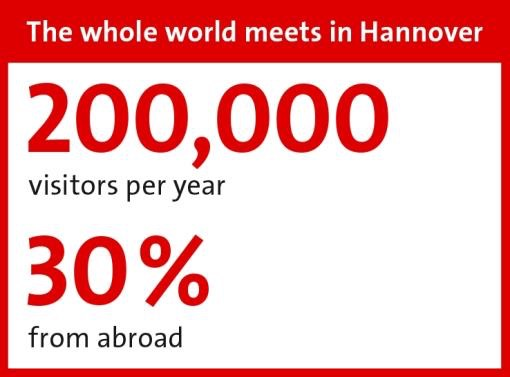 The whole world meets in Hannover
200,000
visitors per year
30%
from abroad